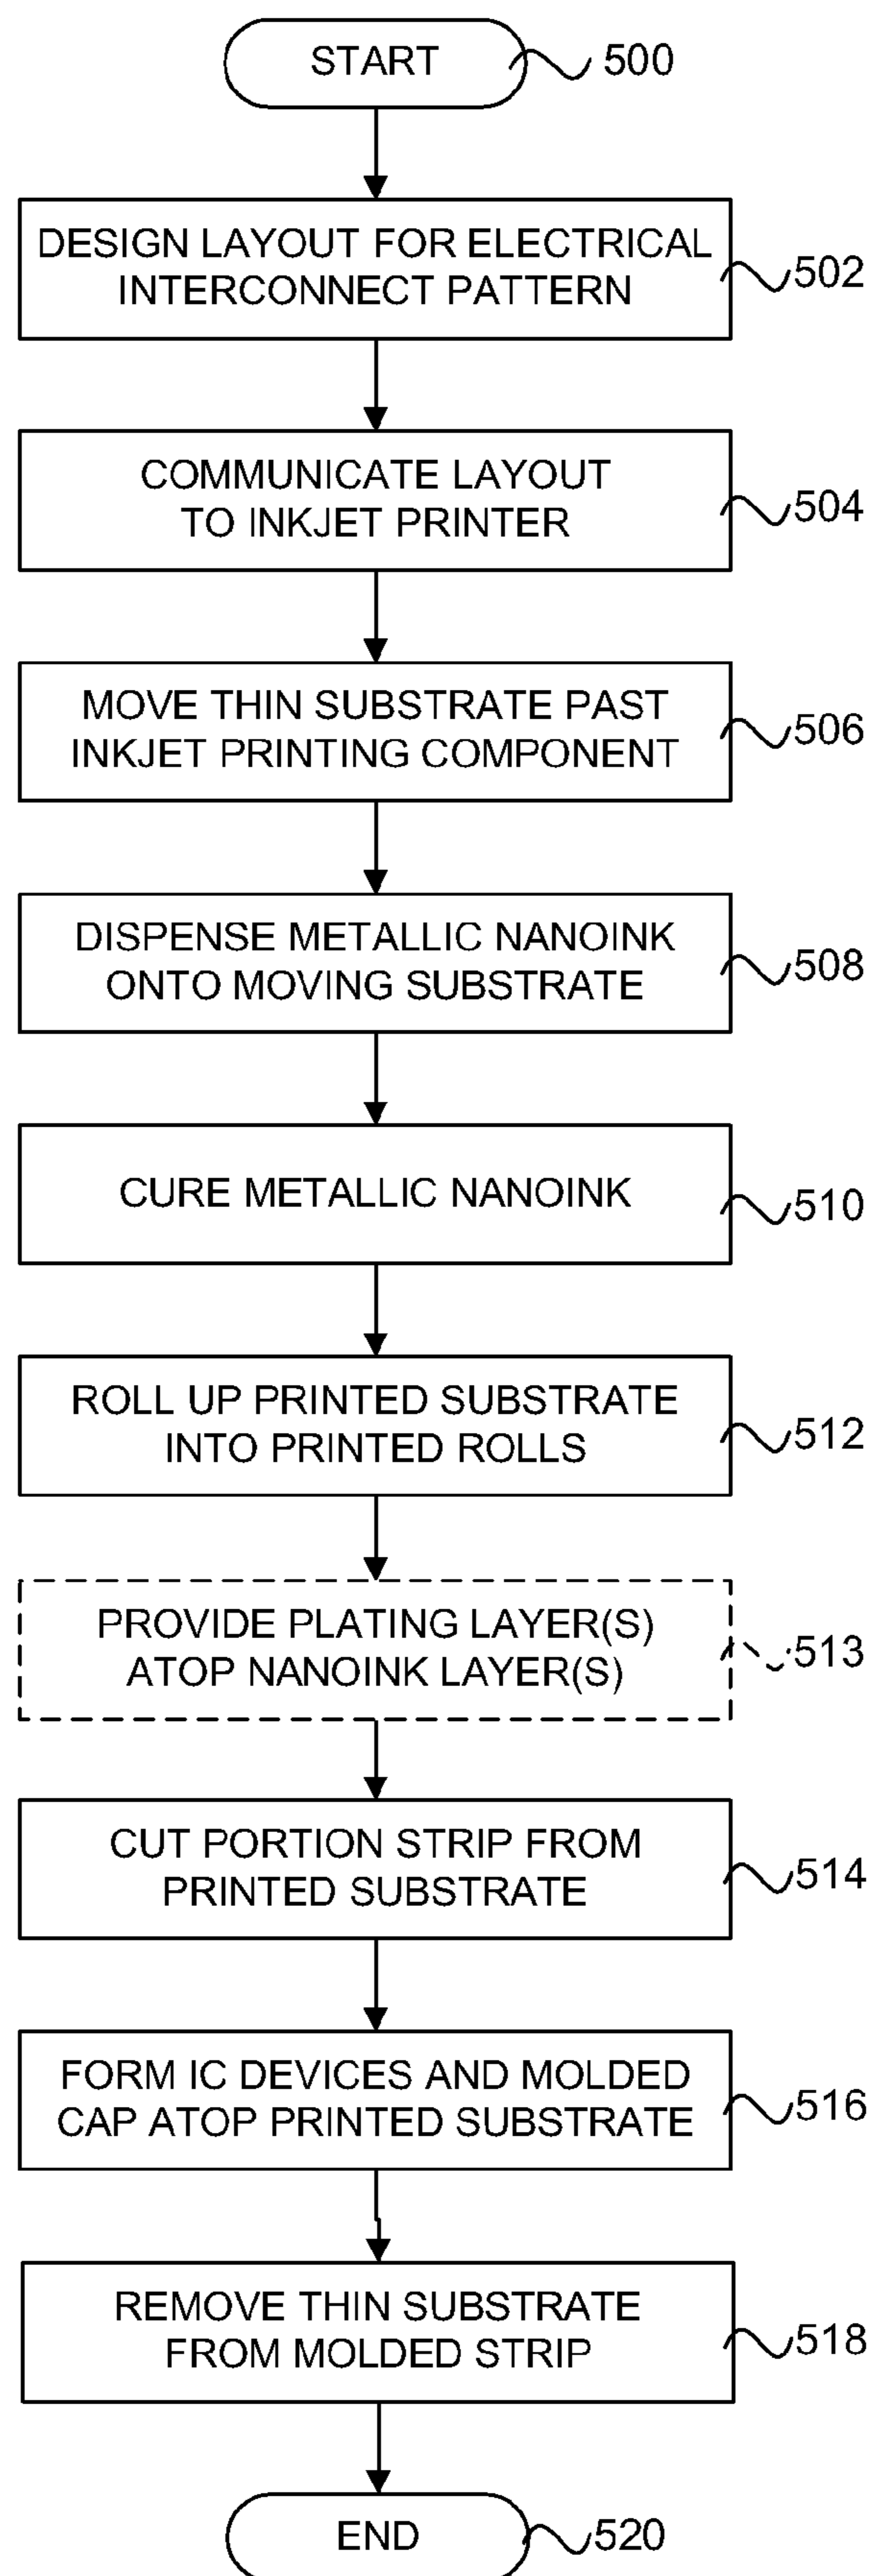 START
500
DESIGN LAYOUT FOR ELECTRICAL
INTERCONNECT PATTERN
502
COMMUNICATE LAYOUT
TO INKJET PRINTER
504
MOVE THIN SUBSTRATE PAST
INKJET PRINTING COMPONENT
506
DISPENSE METALLIC NANOINK
ONTO MOVING SUBSTRATE
508
CURE METALLIC NANOINK
510
ROLL UP PRINTED SUBSTRATE
INTO PRINTED ROLLS
512
PROVIDE PLATING LAYER(S)
ATOP NANOINK LAYER(S)
513
CUT PORTION STRIP FROM
PRINTED SUBSTRATE
514
FORM IC DEVICES AND MOLDED
CAP ATOP PRINTED SUBSTRATE
516
REMOVE THIN SUBSTRATE
FROM MOLDED STRIP
518
END
520